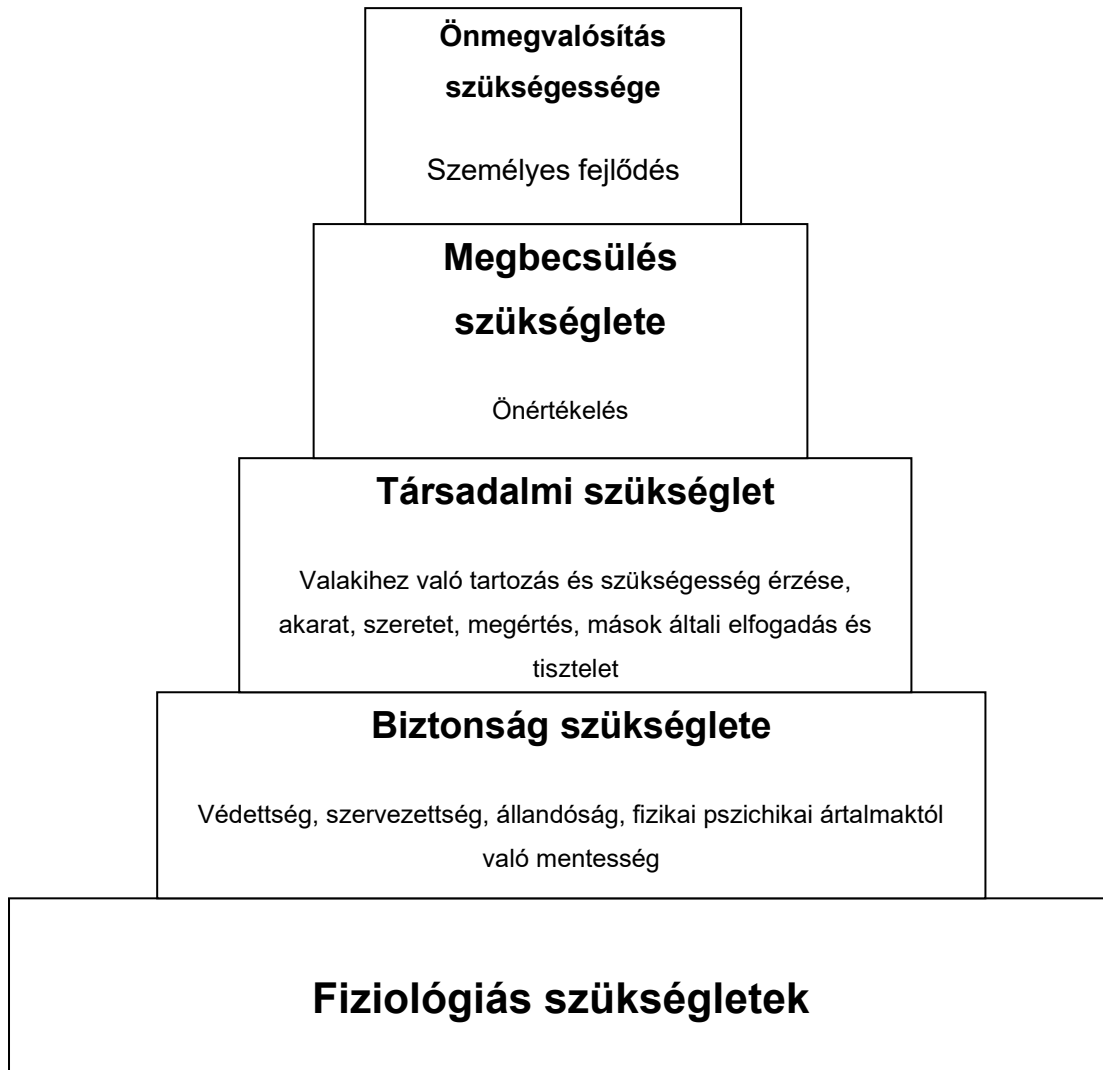 Önmegvalósítás
szükségessége
Személyes fejlődés
Megbecsülés
szükséglete
Önértékelés
Társadalmi szükséglet
Valakihez való tartozás és szükségesség érzése,
akarat, szeretet, megértés, mások általi elfogadás és
tisztelet
Biztonság szükséglete
Védettség, szervezettség, állandóság, fizikai pszichikai ártalmaktól
való mentesség
Fiziológiás szükségletek